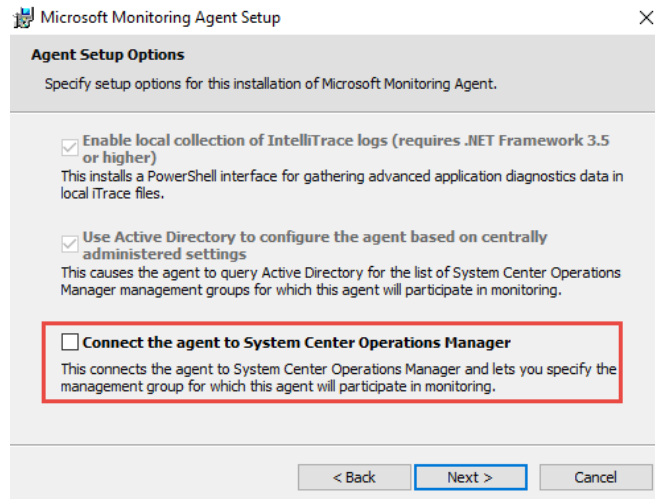 Microsoft Monitoring Agent Setup
Agent Setup Options
Specify setup options for this installation of Microsoft Monitoring Agent.
Enable local collection of IntelliTrace logs (requires .NET Framework 3.5
or higher)
This installs a PowerShell interface for gathering advanced application diagnostics data in
local iTrace files.
Use Active Directory to configure the agent based on centrally
administered settings
This causes the agent to query Active Directory for the list of System Center Operations
Manager management groups for which this agent will participate in monitoring.
Connect the agent to System Center Operations Manager
This connects the agent to System Center Operations Manager and lets you specify the
management group for which this agent will participate in monitoring.
< Back Next > Cancel